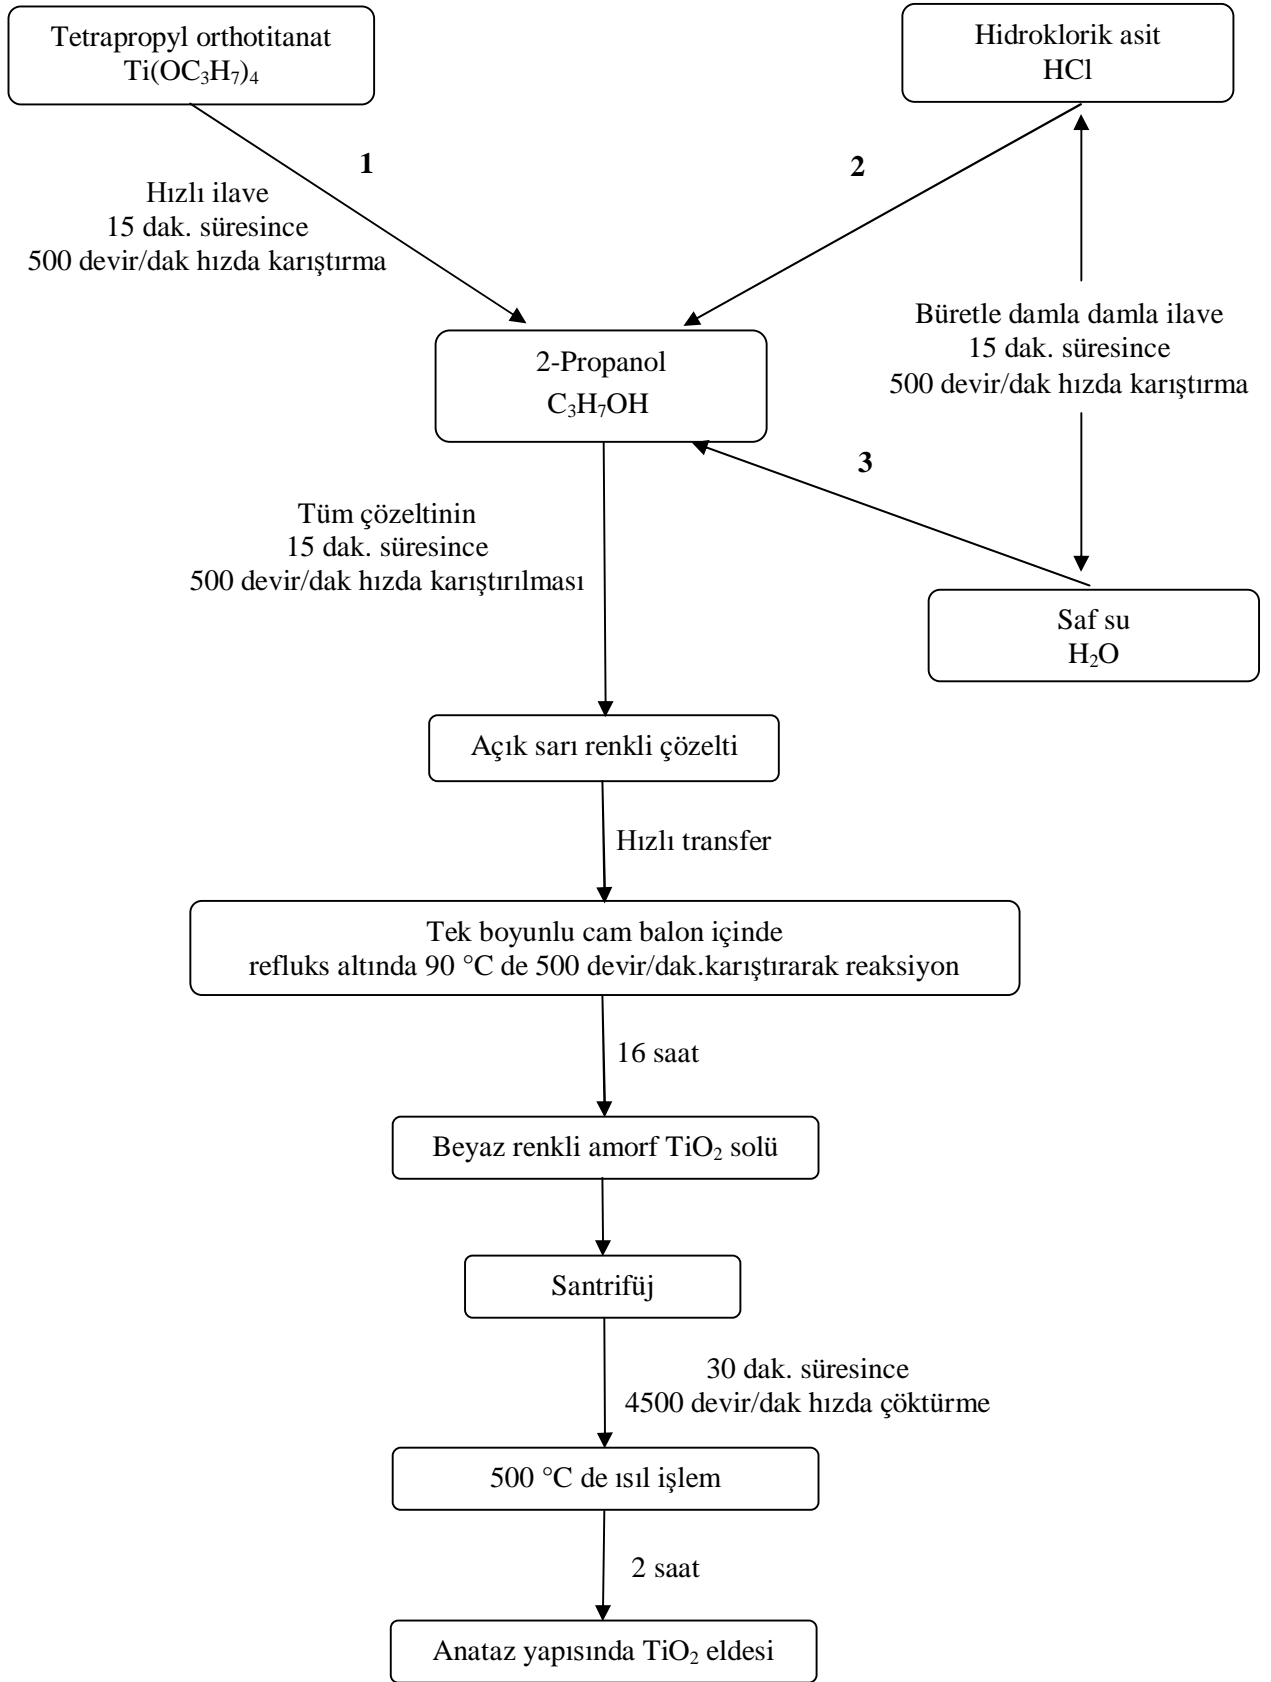 Tetrapropyl orthotitanat
Ti(OC₃H₇)₄
Hidroklorik asit
HCl
1
2
Hızlı ilave
15 dak. süresince
500 devir/dak hızda karıştırma
Büretle damla damla ilave
15 dak. süresince
500 devir/dak hızda karıştırma
2-Propanol
C₃H₇OH
3
Tüm çözeltinin
15 dak. süresince
500 devir/dak hızda karıştırılması
Saf su
H₂O
Açık sarı renkli çözelti
Hızlı transfer
Tek boyunlu cam balon içinde
refluks altında 90 °C de 500 devir/dak.karıştırarak reaksiyon
16 saat
Beyaz renkli amorf TiO₂ solü
Santrifüj
30 dak. süresince
4500 devir/dak hızda çöktürme
500 °C de ısıl işlem
2 saat
Anataz yapısında TiO₂ eldesi